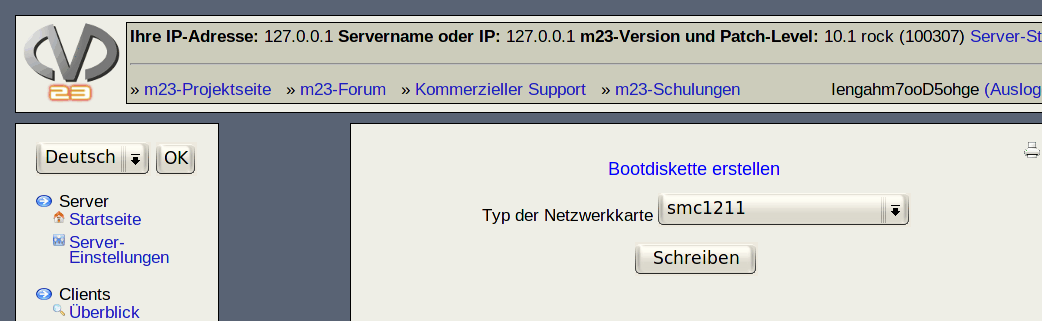 23
Ihre IP-Adresse: 127.0.0.1 Servername oder IP: 127.0.0.1 m23-Version und Patch-Level: 10.1 rock (100307) Server-St
» m23-Projektseite » m23-Forum » Kommerzieller Support » m23-Schulungen Iengahm7ooD5ohge (Auslog
Deutsch OK
Server
Startseite
Server-
Einstellungen
Clients
Überblick
Bootdiskette erstellen
Typ der Netzwerkkarte smc1211
Schreiben